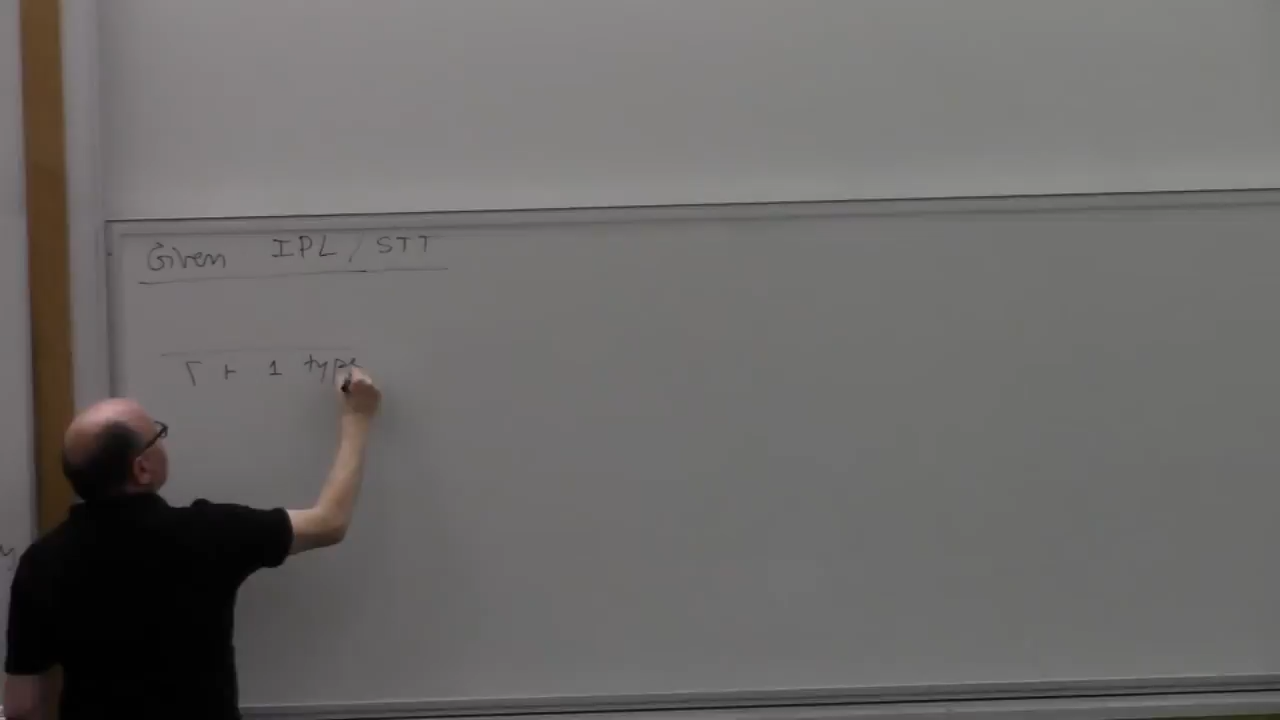 Given IPL / STT
Γ ⊢ 1 type